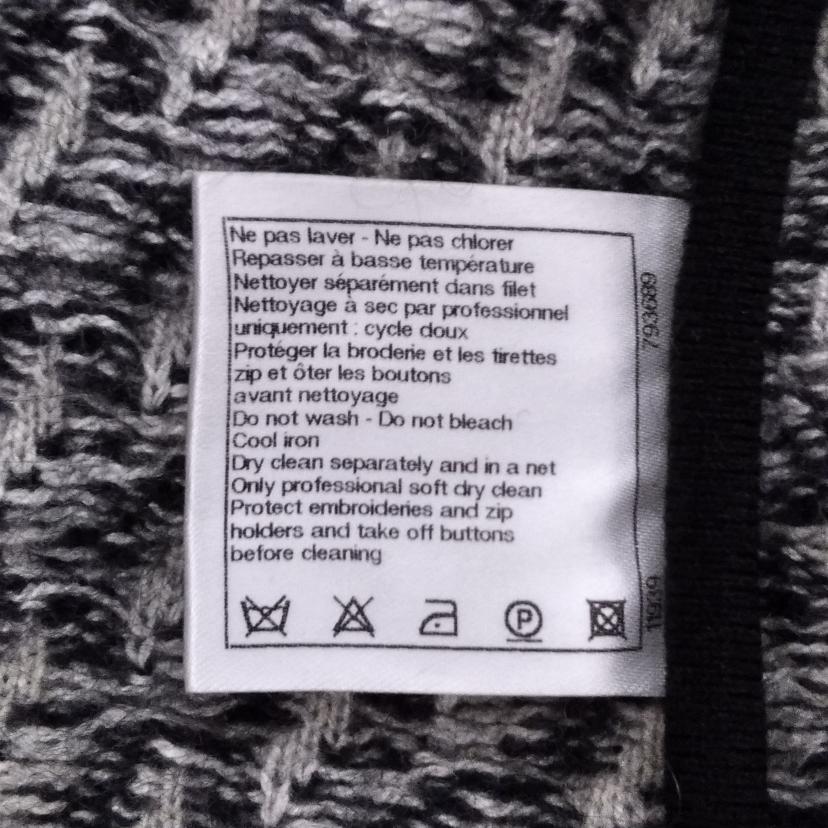 Ne pas laver - Ne pas chlorer
Repasser à basse température
Nettoyer séparément dans filet
Nettoyage à sec par professionnel
uniquement : cycle doux
Protéger la broderie et les tirettes
zip et ôter les boutons
avant nettoyage
Do not wash - Do not bleach
Cool iron
Dry clean separately and in a net
Only professional soft dry clean
Protect embroideries and zip
holders and take off buttons
before cleaning
P
793689
11939